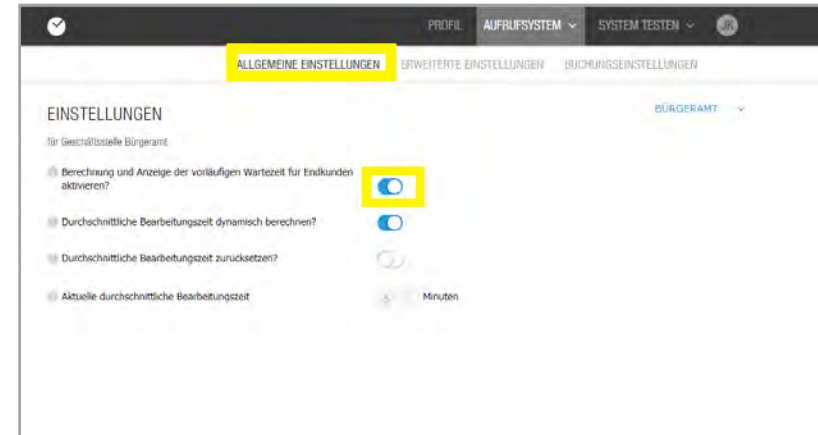 PROFIL AUFRUFSYSTEM SYSTEM TESTEN JR
ALLGEMEINE EINSTELLUNGEN ERWEITERTE EINSTELLUNGEN BUCHUNGSEINSTELLUNGEN
EINSTELLUNGEN BÜRGERAMT
für Geschäftsstelle Bürgeramt
Berechnung und Anzeige der vorläufigen Wartezeit für Endkunden
aktivieren?
Durchschnittliche Bearbeitungszeit dynamisch berechnen?
Durchschnittliche Bearbeitungszeit zurücksetzen?
Aktuelle durchschnittliche Bearbeitungszeit Minuten